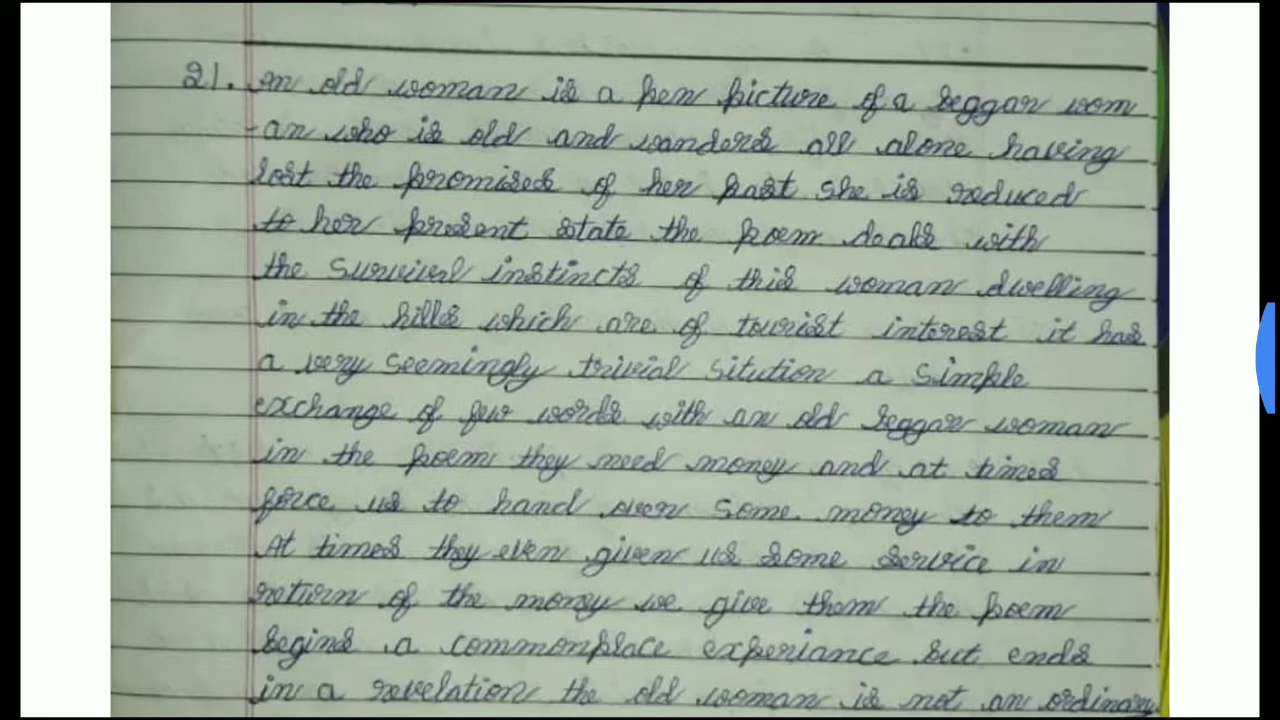 21. An old woman is a pen picture of a beggar wom
-an who is old and wanders all alone having
lost the promises of her past she is reduced
to her present state the poem deals with
the survival instincts of this woman dwelling
in the hills which are of tourist interest it has
a very seemingly trivial sitution a simple
exchange of few words with an old beggar woman
in the poem they need money and at times
force us to hand over some money to them
At times they even given us some service in
return of the money we give them the poem
begins a commonplace experiance but ends
in a revelation the old woman is not an ordinary